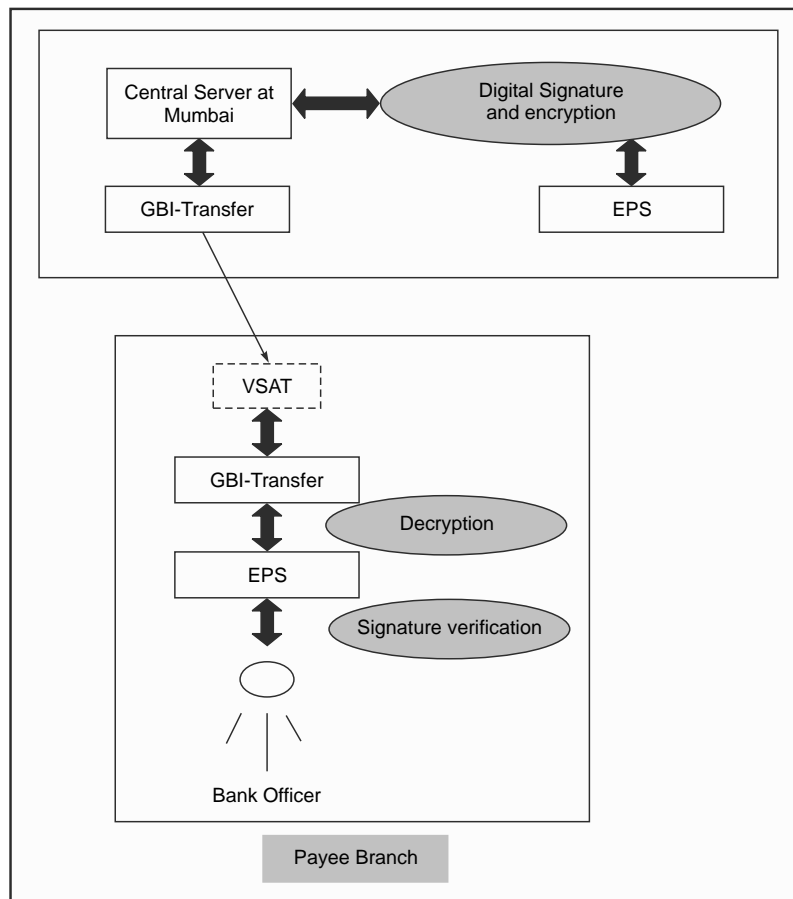 Central Server at
Mumbai
Digital Signature
and encryption
GBI-Transfer
EPS
VSAT
GBI-Transfer
Decryption
EPS
Signature verification
Bank Officer
Payee Branch